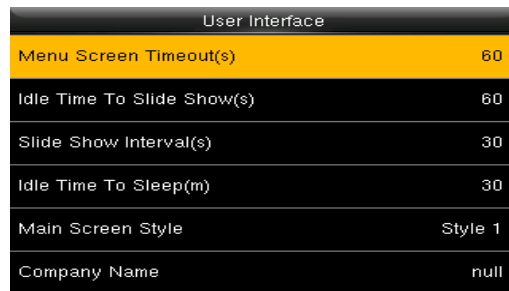 User Interface
Menu Screen Timeout(s) 60
Idle Time To Slide Show(s) 60
Slide Show Interval(s) 30
Idle Time To Sleep(m) 30
Main Screen Style Style 1
Company Name null